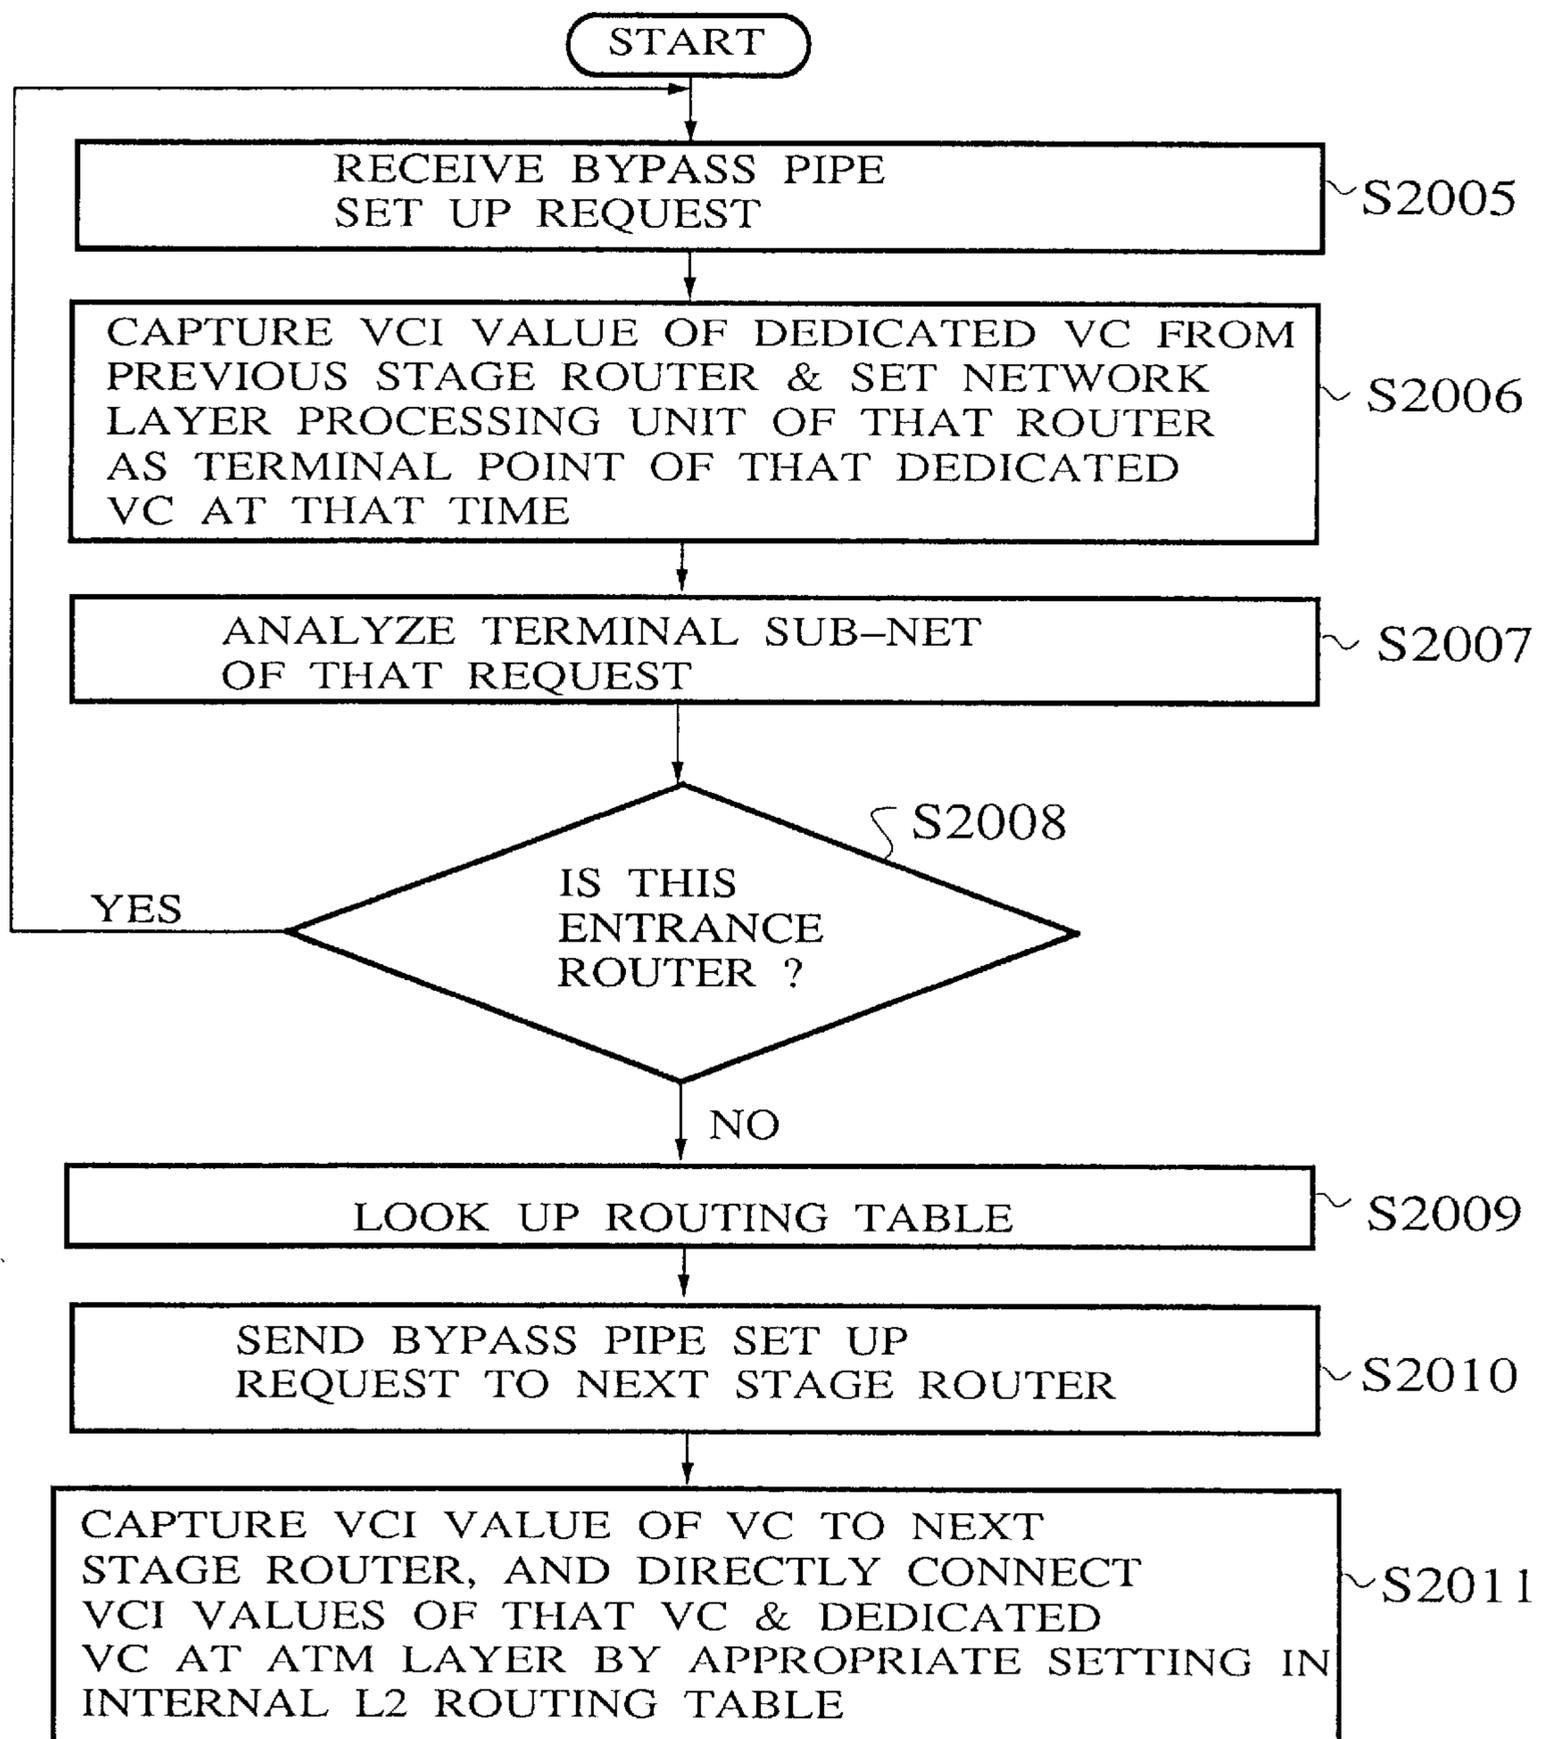 START
RECEIVE BYPASS PIPE
SET UP REQUEST
S2005
CAPTURE VCI VALUE OF DEDICATED VC FROM
PREVIOUS STAGE ROUTER & SET NETWORK
LAYER PROCESSING UNIT OF THAT ROUTER
AS TERMINAL POINT OF THAT DEDICATED
VC AT THAT TIME
S2006
ANALYZE TERMINAL SUB–NET
OF THAT REQUEST
S2007
S2008
IS THIS
ENTRANCE
ROUTER ?
YES
NO
LOOK UP ROUTING TABLE
S2009
SEND BYPASS PIPE SET UP
REQUEST TO NEXT STAGE ROUTER
S2010
CAPTURE VCI VALUE OF VC TO NEXT
STAGE ROUTER, AND DIRECTLY CONNECT
VCI VALUES OF THAT VC & DEDICATED
VC AT ATM LAYER BY APPROPRIATE SETTING IN
INTERNAL L2 ROUTING TABLE
S2011